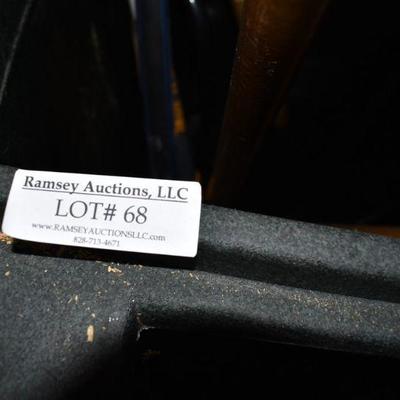 Ramsey Auctions, LLC
LOT# 68
www.RAMSEYAUCTIONSLLC.com
828-713-4671